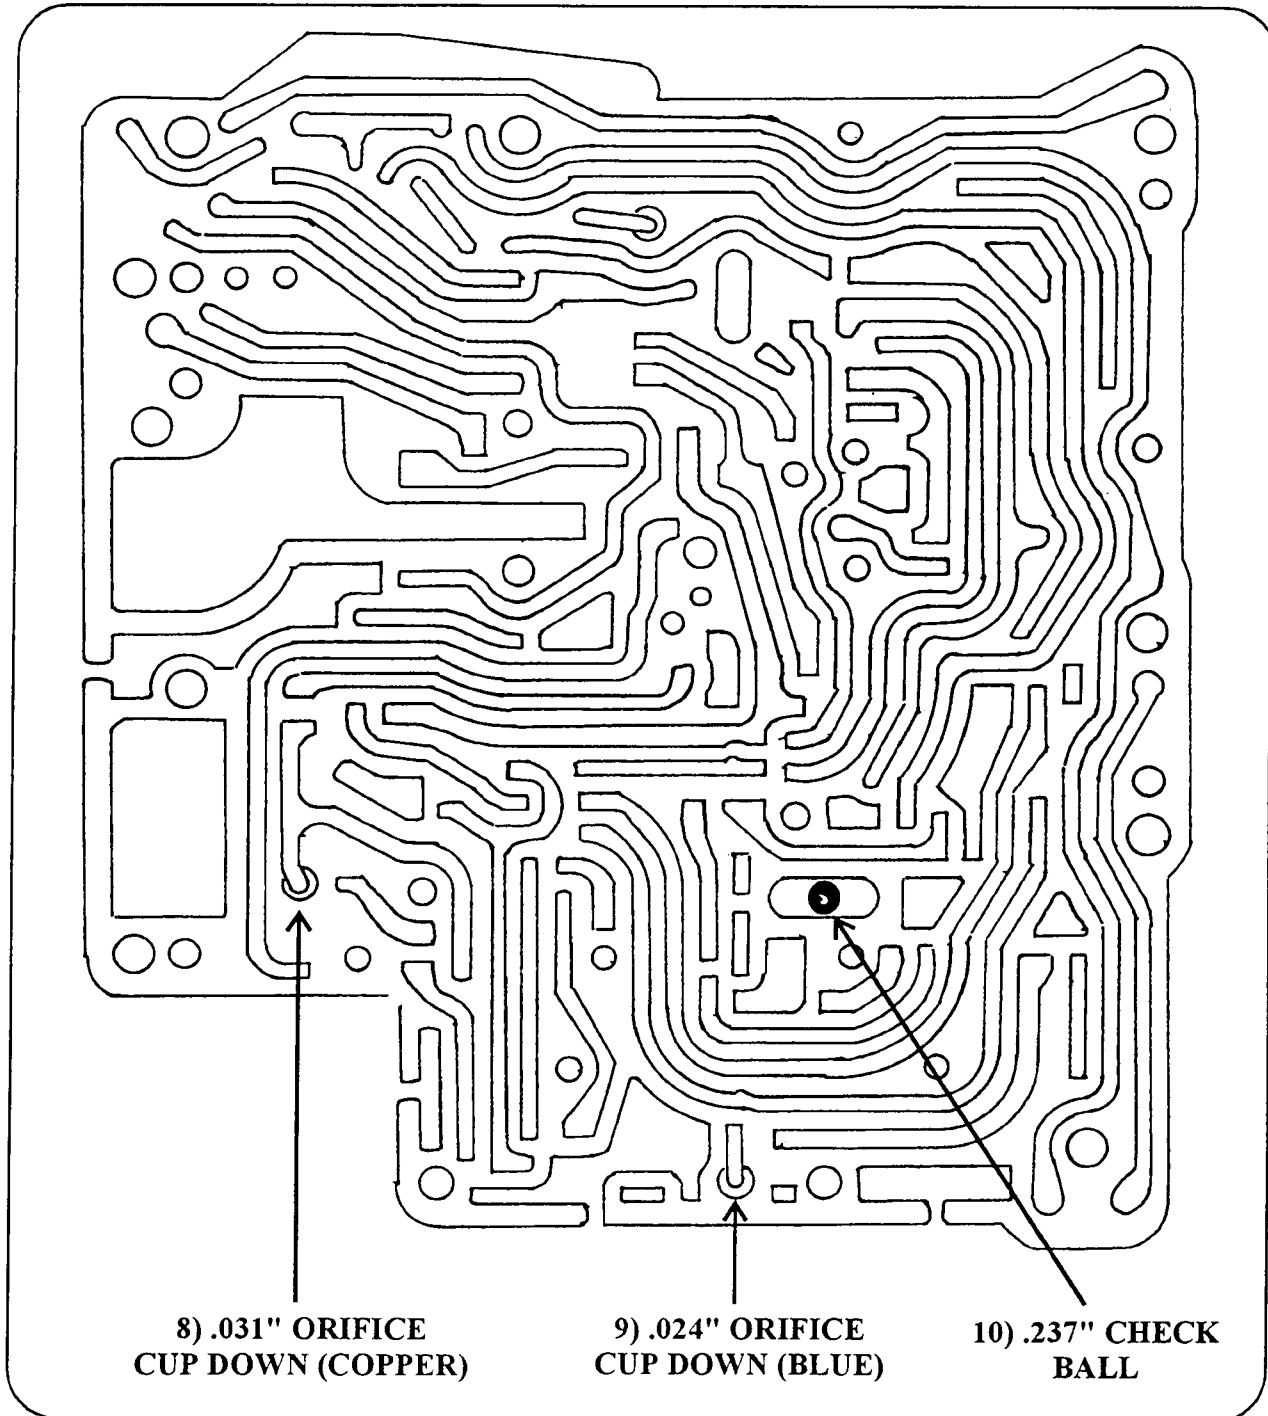 8) .031" ORIFICE
CUP DOWN (COPPER)
9) .024" ORIFICE
CUP DOWN (BLUE)
10) .237" CHECK
BALL